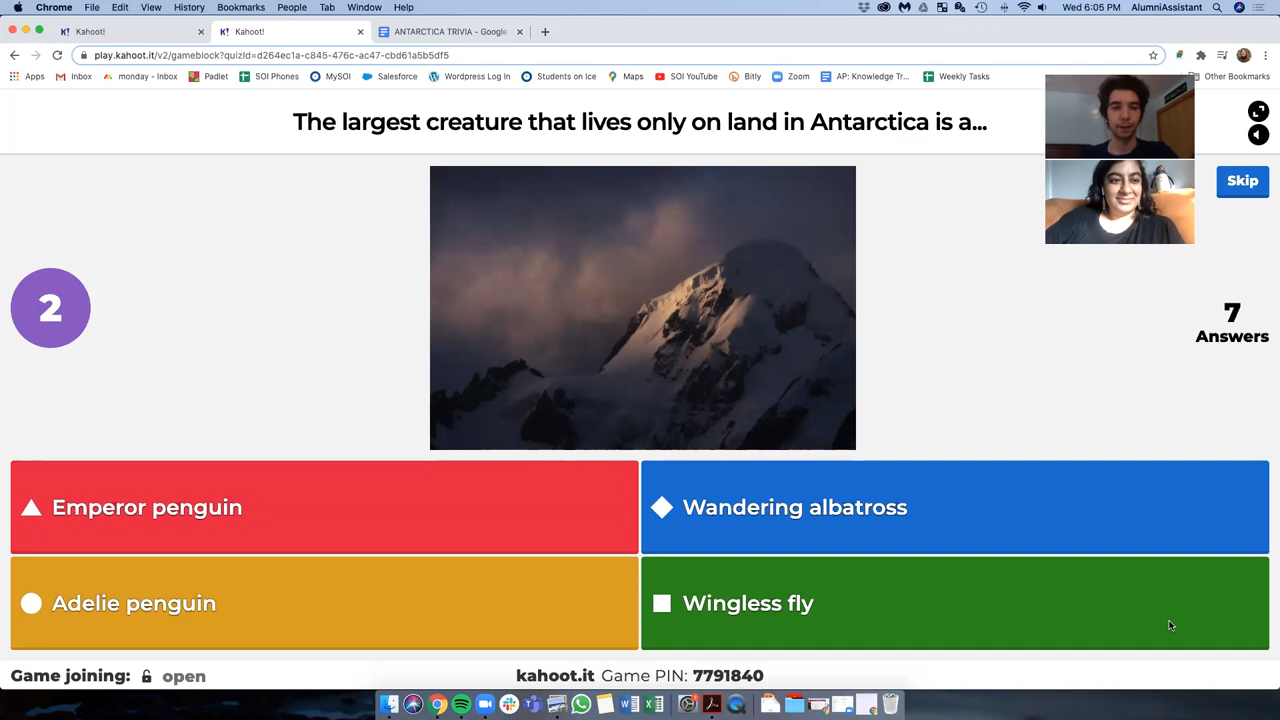 Chrome File Edit View History Bookmarks People Tab Window Help Wed 6:05 PM AlumniAssistant
Kahoot! Kahoot! ANTARCTICA TRIVIA - Google
play.kahoot.it/v2/gameblock?quizId=d264ec1a-c845-476c-ac47-cbd61a5b5df5
Apps Inbox monday - Inbox Padlet SOI Phones MySOI Salesforce Wordpress Log In Students on Ice Maps SOI YouTube Bitly Zoom AP: Knowledge Tr... Weekly Tasks Other Bookmarks
The largest creature that lives only on land in Antarctica is a...
Skip
2
7
Answers
Emperor penguin
Wandering albatross
Adelie penguin
Wingless fly
Game joining: open kahoot.it Game PIN: 7791840